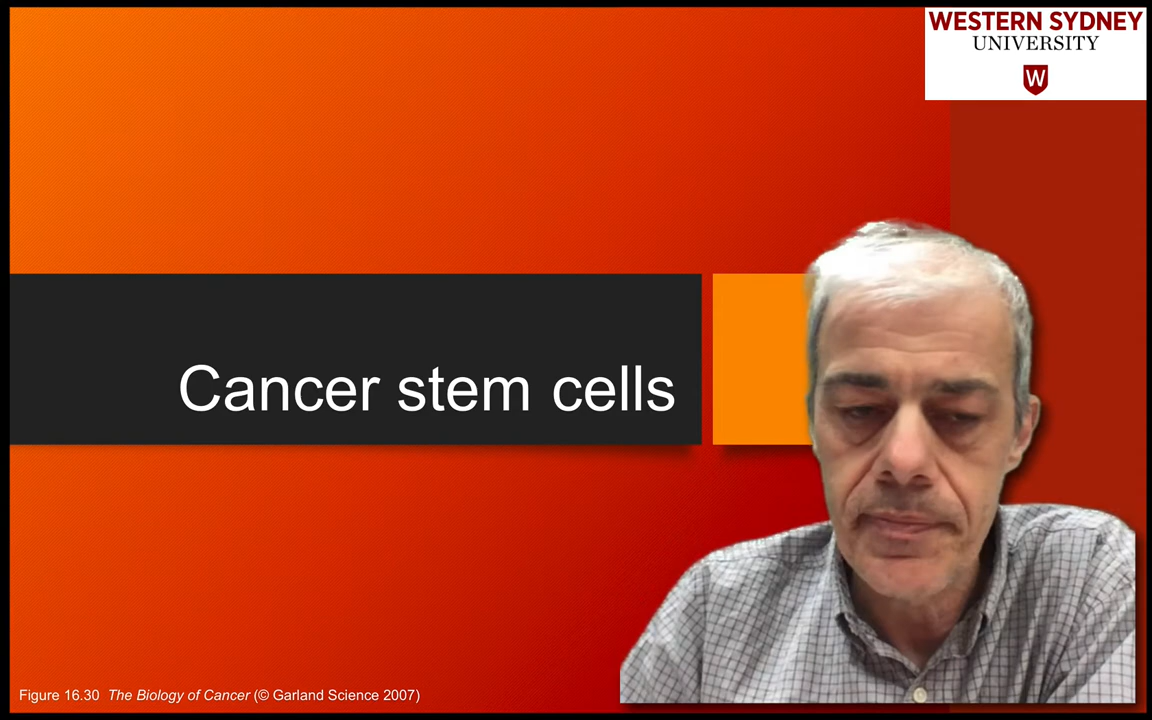 WESTERN SYDNEY
UNIVERSITY
W
Cancer stem cells
Figure 16.30 The Biology of Cancer (© Garland Science 2007)